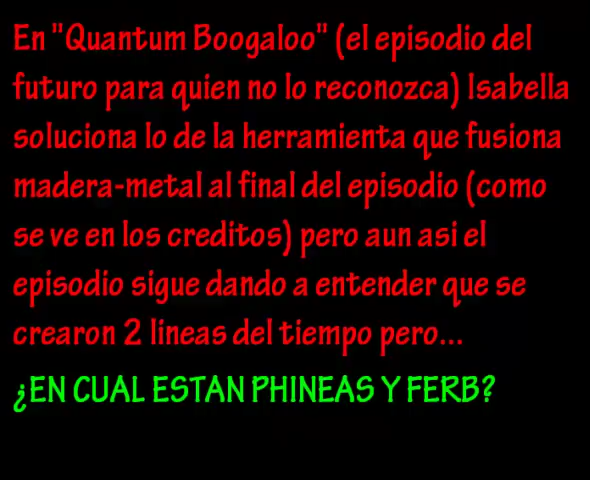 En "Quantum Boogaloo" (el episodio del
futuro para quien no lo reconozca) Isabella
soluciona lo de la herramienta que fusiona
madera-metal al final del episodio (como
se ve en los creditos) pero aun asi el
episodio sigue dando a entender que se
crearon 2 lineas del tiempo pero...
¿EN CUAL ESTAN PHINEAS Y FERB?